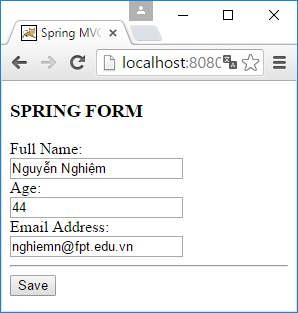 Spring MVC
localhost:8080
SPRING FORM
Full Name:
Nguyễn Nghiệm
Age:
44
Email Address:
nghiemn@fpt.edu.vn
Save